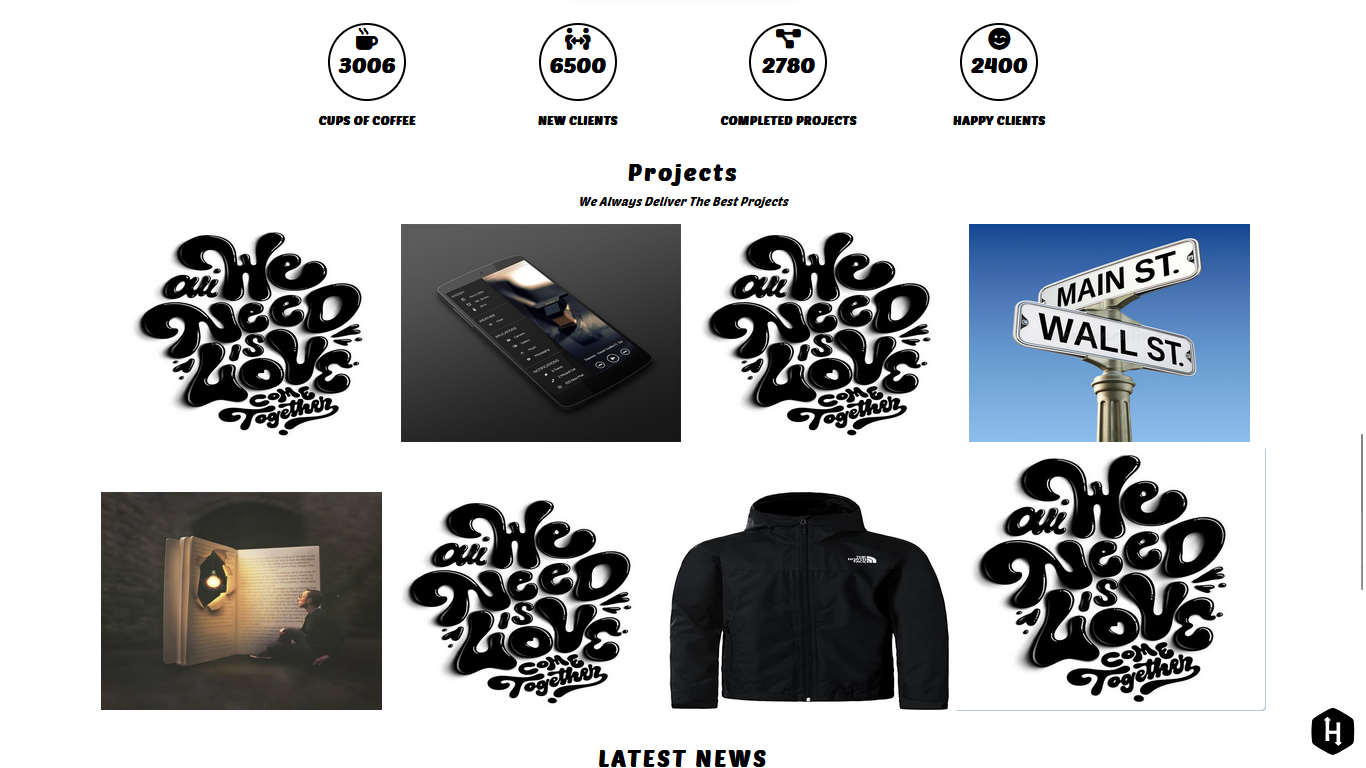 3006
6500
2780
2400
CUPS OF COFFEE
NEW CLIENTS
COMPLETED PROJECTS
HAPPY CLIENTS
Projects
We Always Deliver The Best Projects
We
all
NEED
IS
LOVE
COME
Together
WEATHER
APLICATIONS
NOTIFICATIONS
We
all
NEED
IS
LOVE
COME
Together
MAIN ST.
WALL ST.
We
all
NEED
IS
LOVE
COME
Together
THE
NORTH
FACE
We
all
NEED
IS
LOVE
COME
Together
H
LATEST NEWS